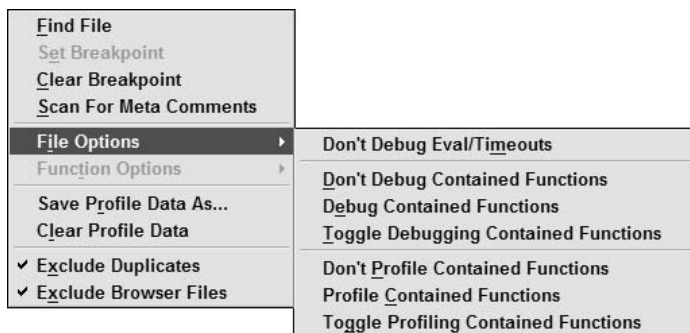 Find File
Set Breakpoint
Clear Breakpoint
Scan For Meta Comments
File Options
Function Options
Save Profile Data As...
Clear Profile Data
Exclude Duplicates
Exclude Browser Files
Don't Debug Eval/Timeouts
Don't Debug Contained Functions
Debug Contained Functions
Toggle Debugging Contained Functions
Don't Profile Contained Functions
Profile Contained Functions
Toggle Profiling Contained Functions